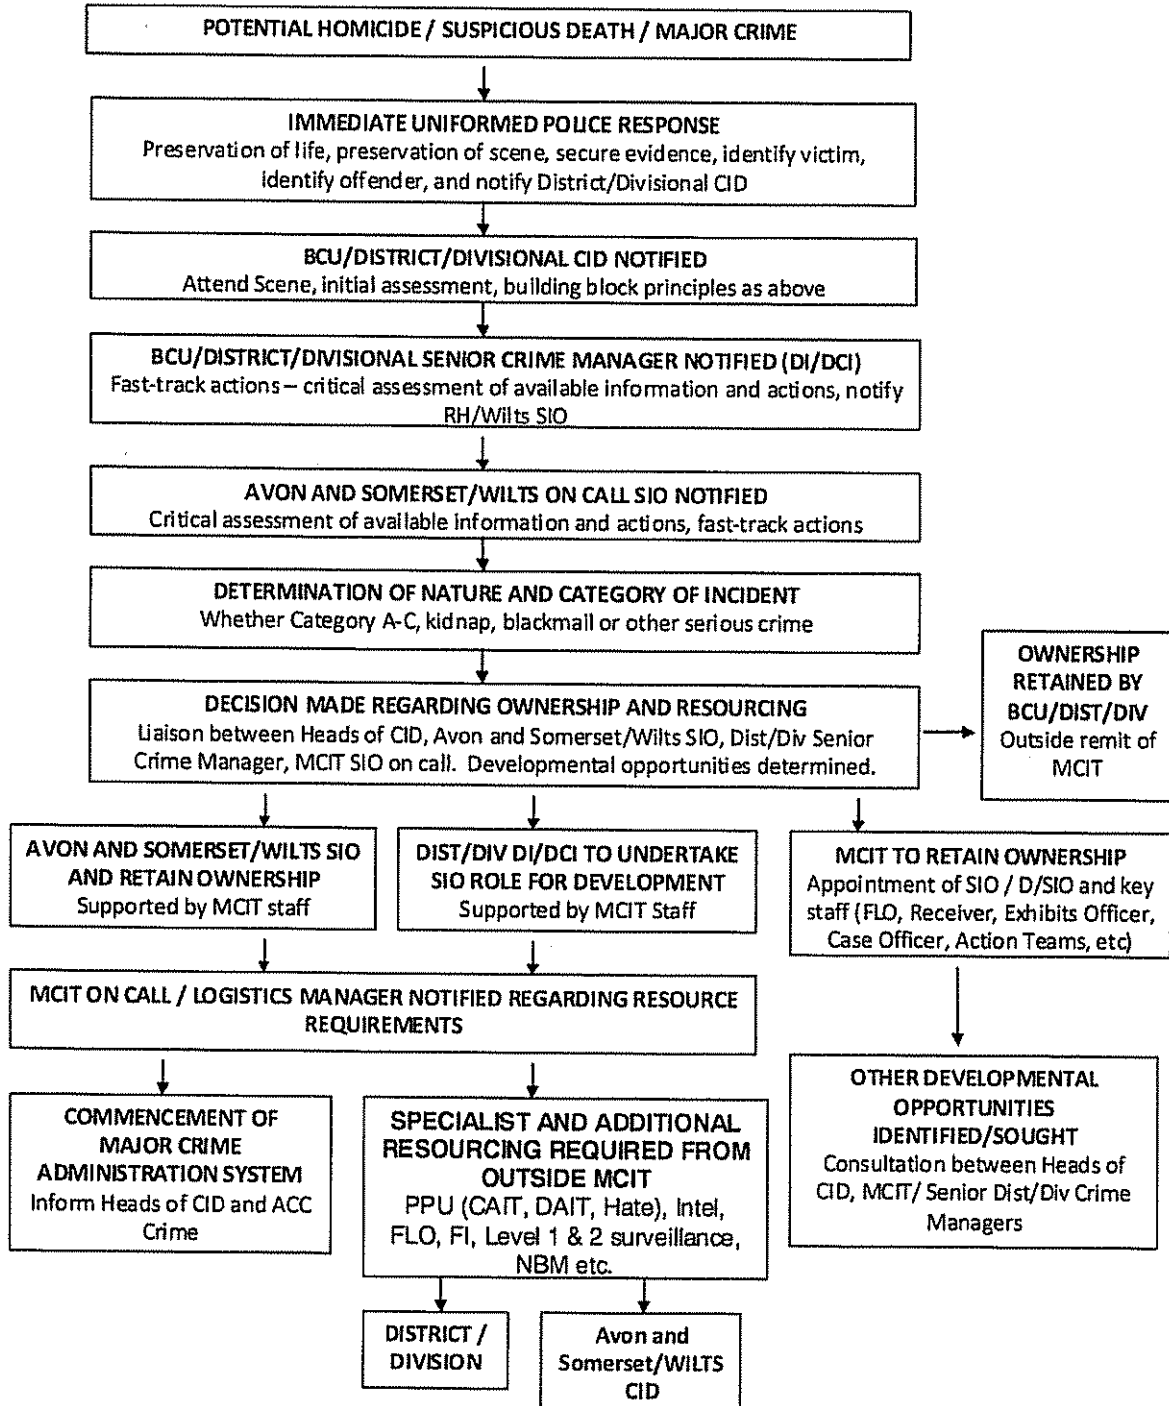 POTENTIAL HOMICIDE / SUSPICIOUS DEATH / MAJOR CRIME
IMMEDIATE UNIFORMED POLICE RESPONSE
Preservation of life, preservation of scene, secure evidence, identify victim,
identify offender, and notify District/Divisional CID
BCU/DISTRICT/DIVISIONAL CID NOTIFIED
Attend Scene, initial assessment, building block principles as above
BCU/DISTRICT/DIVISIONAL SENIOR CRIME MANAGER NOTIFIED (DI/DCI)
Fast-track actions – critical assessment of available information and actions, notify
RH/Wilts SIO
AVON AND SOMERSET/WILTS ON CALL SIO NOTIFIED
Critical assessment of available information and actions, fast-track actions
DETERMINATION OF NATURE AND CATEGORY OF INCIDENT
Whether Category A-C, kidnap, blackmail or other serious crime
DECISION MADE REGARDING OWNERSHIP AND RESOURCING
Liaison between Heads of CID, Avon and Somerset/Wilts SIO, Dist/Div Senior
Crime Manager, MCIT SIO on call.  Developmental opportunities determined.
OWNERSHIP
RETAINED BY
BCU/DIST/DIV
Outside remit of
MCIT
AVON AND SOMERSET/WILTS SIO
AND RETAIN OWNERSHIP
Supported by MCIT staff
DIST/DIV DI/DCI TO UNDERTAKE
SIO ROLE FOR DEVELOPMENT
Supported by MCIT Staff
MCIT TO RETAIN OWNERSHIP
Appointment of SIO / D/SIO and key
staff (FLO, Receiver, Exhibits Officer,
Case Officer, Action Teams, etc)
MCIT ON CALL / LOGISTICS MANAGER NOTIFIED REGARDING RESOURCE
REQUIREMENTS
COMMENCEMENT OF
MAJOR CRIME
ADMINISTRATION SYSTEM
Inform Heads of CID and ACC
Crime
SPECIALIST AND ADDITIONAL
RESOURCING REQUIRED FROM
OUTSIDE MCIT
PPU (CAIT, DAIT, Hate), Intel,
FLO, FI, Level 1 & 2 surveillance,
NBM etc.
OTHER DEVELOPMENTAL
OPPORTUNITIES
IDENTIFIED/SOUGHT
Consultation between Heads of
CID, MCIT/ Senior Dist/Div Crime
Managers
DISTRICT /
DIVISION
Avon and
Somerset/WILTS
CID